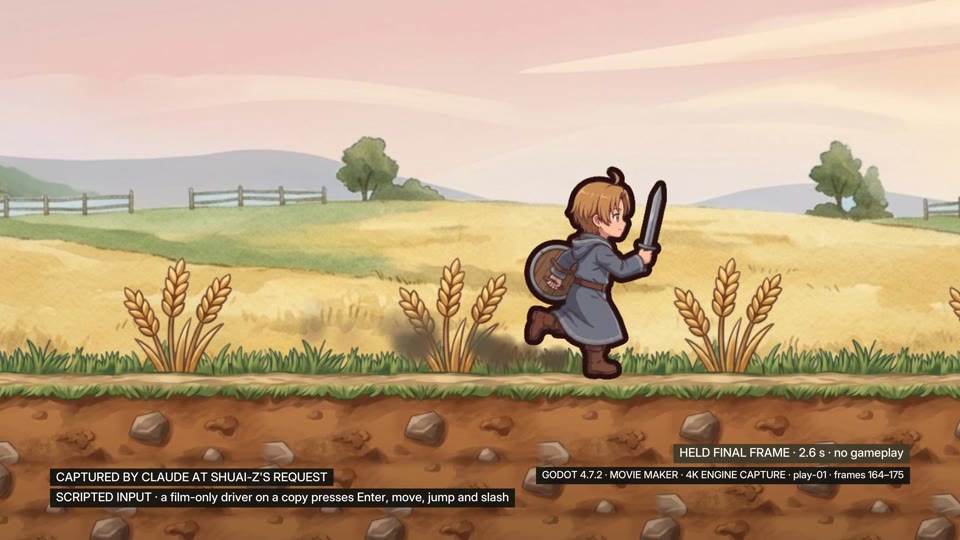 HELD FINAL FRAME · 2.6 s · no gameplay
CAPTURED BY CLAUDE AT SHUAI-Z'S REQUEST
GODOT 4.7.2 · MOVIE MAKER · 4K ENGINE CAPTURE · play-01 · frames 164–175
SCRIPTED INPUT · a film-only driver on a copy presses Enter, move, jump and slash